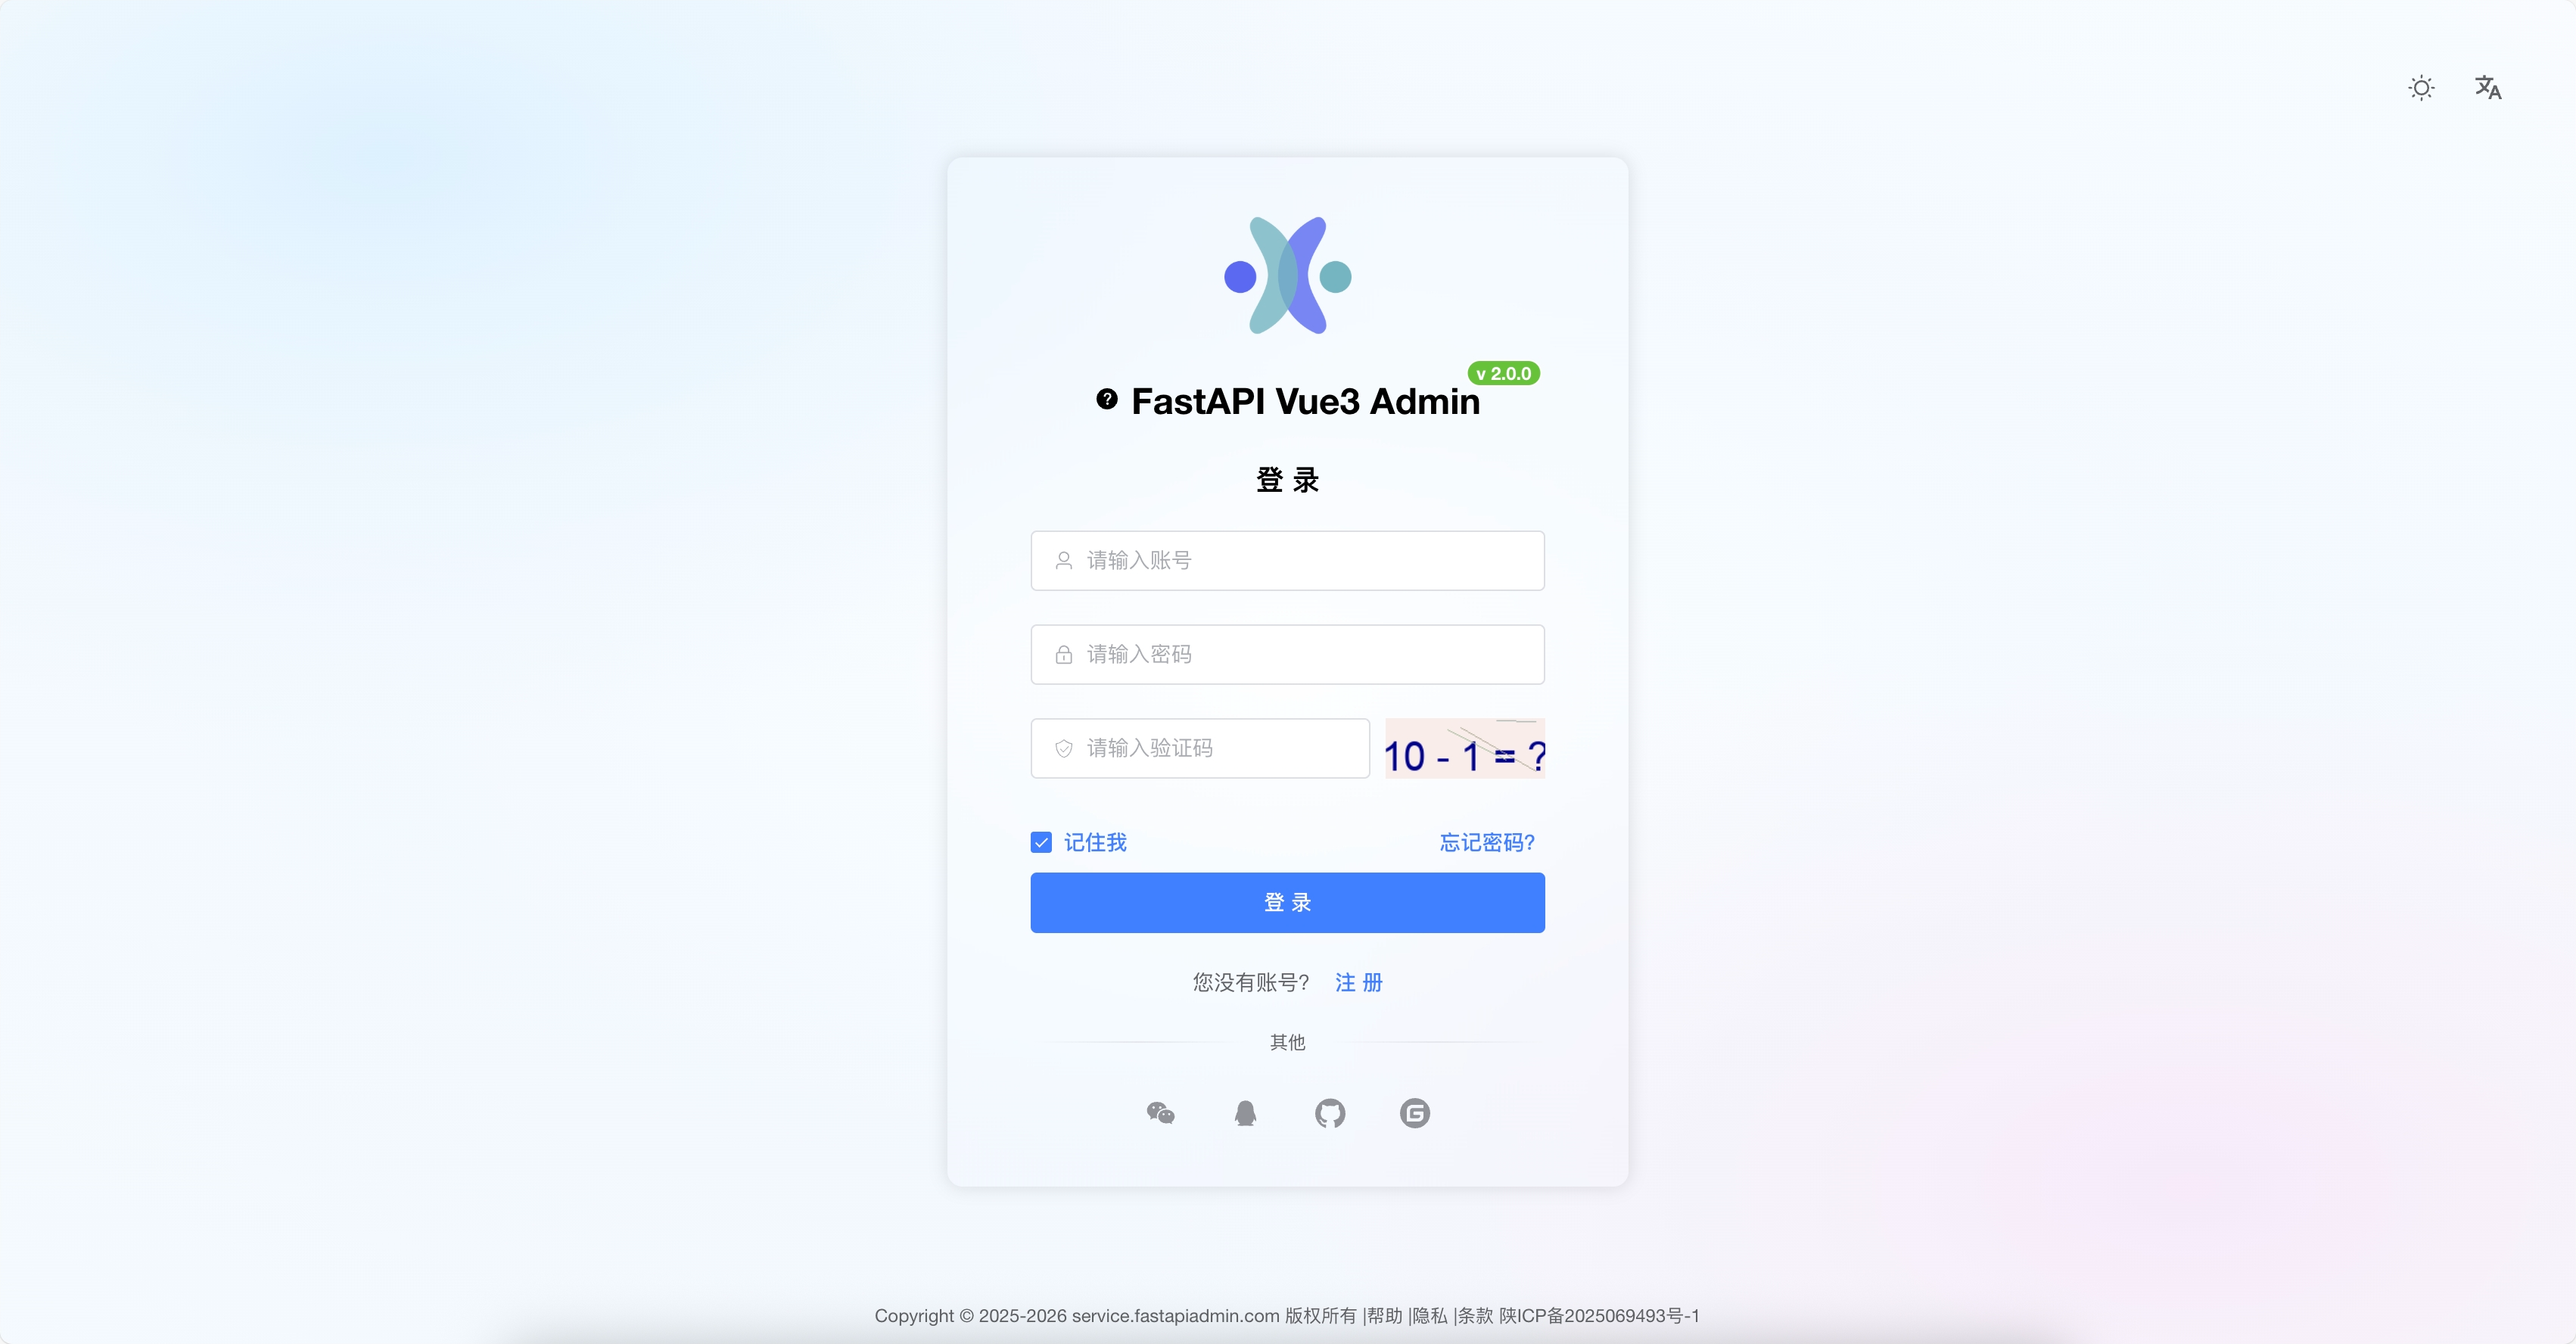 v 2.0.0
FastAPI Vue3 Admin
登 录
请输入账号
请输入密码
请输入验证码 10 - 1 = ?
记住我 忘记密码?
登 录
您没有账号? 注 册
其他
Copyright © 2025-2026 service.fastapiadmin.com 版权所有 |帮助 |隐私 |条款 陕ICP备2025069493号-1